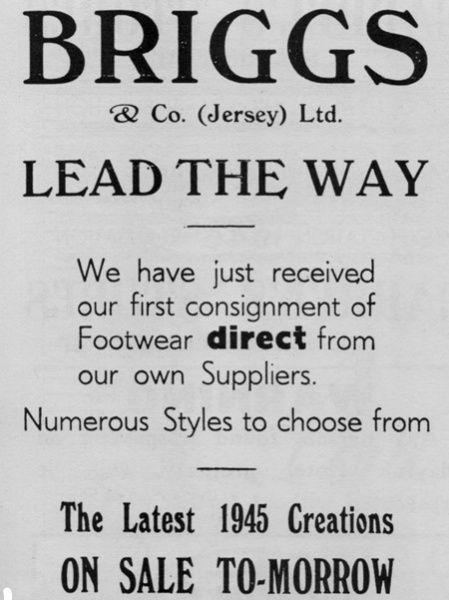 BRIGGS
& Co. (Jersey) Ltd.
LEAD THE WAY
We have just received
our first consignment of
Footwear direct from
our own Suppliers.
Numerous Styles to choose from
The Latest 1945 Creations
ON SALE TO-MORROW